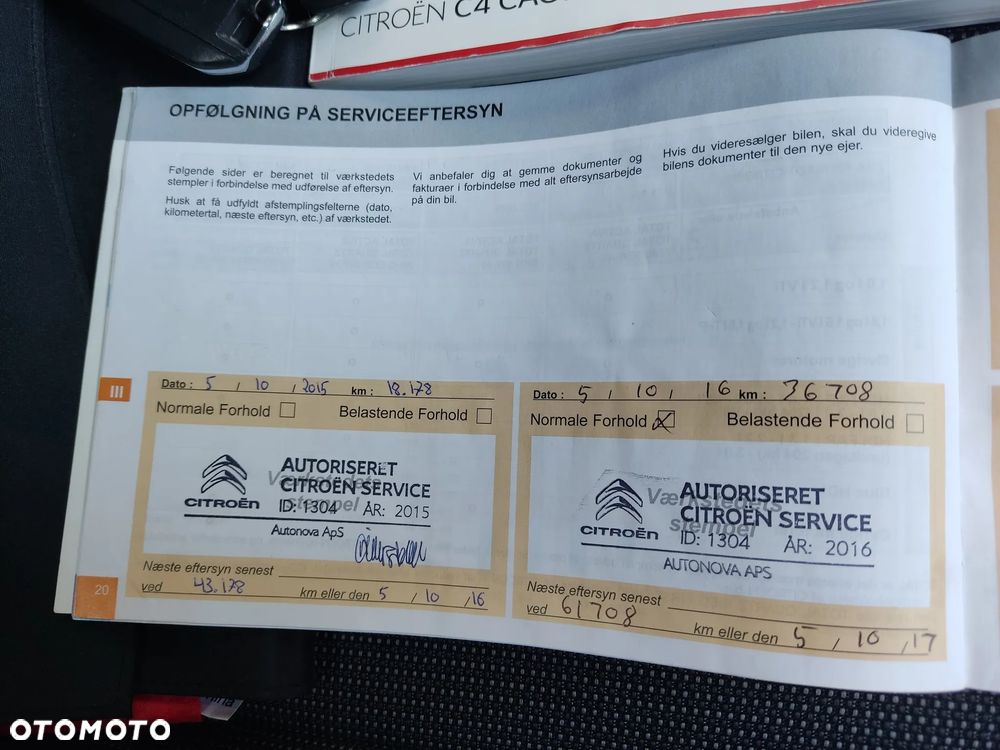 CITROËN C4 CAC
OPFØLGNING PÅ SERVICEEFTERSYN
Følgende sider er beregnet til værkstedets
stempler i forbindelse med udførelse af eftersyn.
Husk at få udfyldt afstemplingsfelterne (dato,
kilometertal, næste eftersyn, etc.) af værkstedet.
Vi anbefaler dig at gemme dokumenter og
fakturaer i forbindelse med alt eftersynsarbejde
på din bil.
Hvis du videresælger bilen, skal du videregive
bilens dokumenter til den nye ejer.
III
Dato : 5 / 10 / 2015 km : 18.178
Normale Forhold Belastende Forhold
Værkstedets
stempel
AUTORISERET
CITROËN SERVICE
CITROËN
ID: 1304 ÅR: 2015
Autonova ApS
Næste eftersyn senest
ved 43.178 km eller den 5 / 10 / 16
20
Dato : 5 / 10 / 16 km : 36708
Normale Forhold X Belastende Forhold
Værkstedets
stempel
AUTORISERET
CITROËN SERVICE
CITROËN
ID: 1304 ÅR: 2016
AUTONOVA APS
Næste eftersyn senest
ved 61708 km eller den 5 / 10 / 17
OTOMOTO